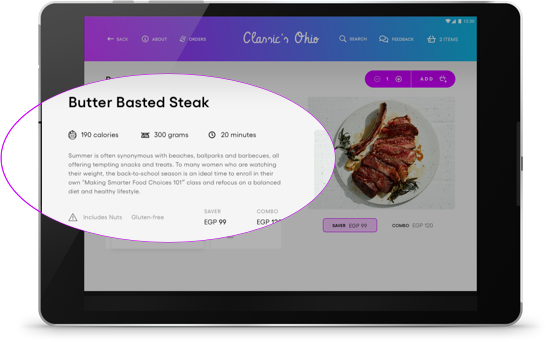 12:30
BACK
ABOUT
ORDERS
Classic's Ohio
SEARCH
FEEDBACK
2 ITEMS
1
ADD
Butter Basted Steak
190 calories
300 grams
20 minutes
Summer is often synonymous with beaches, ballparks and barbecues, all
offering tempting snacks and treats. To many women who are watching
their weight, the back-to-school season is an ideal time to enroll in their
own "Making Smarter Food Choices 101" class and refocus on a balanced
diet and healthy lifestyle.
Includes Nuts
Gluten-free
SAVER
EGP 99
COMBO
EGP 12
SAVER EGP 99
COMBO EGP 120